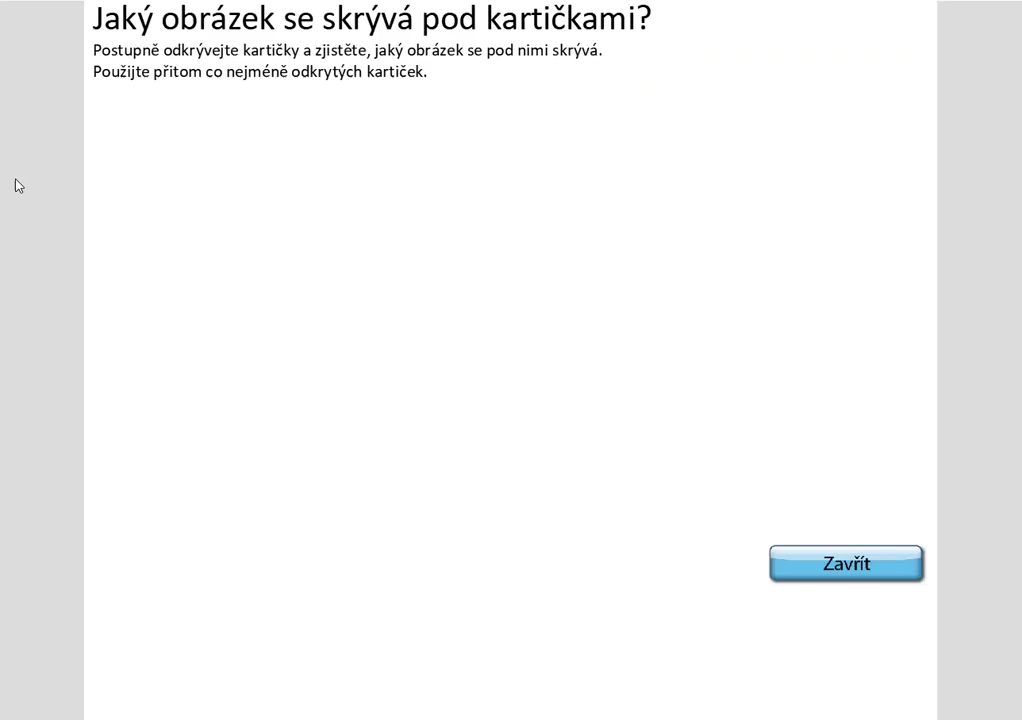 Jaký obrázek se skrývá pod kartičkami?
Postupně odkrývejte kartičky a zjistěte, jaký obrázek se pod nimi skrývá.
Použijte přitom co nejméně odkrytých kartiček.
Zavřít